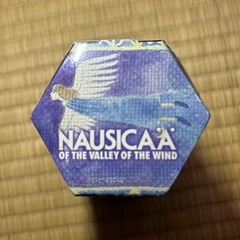 NAUSICAÄ
OF THE VALLEY OF THE WIND